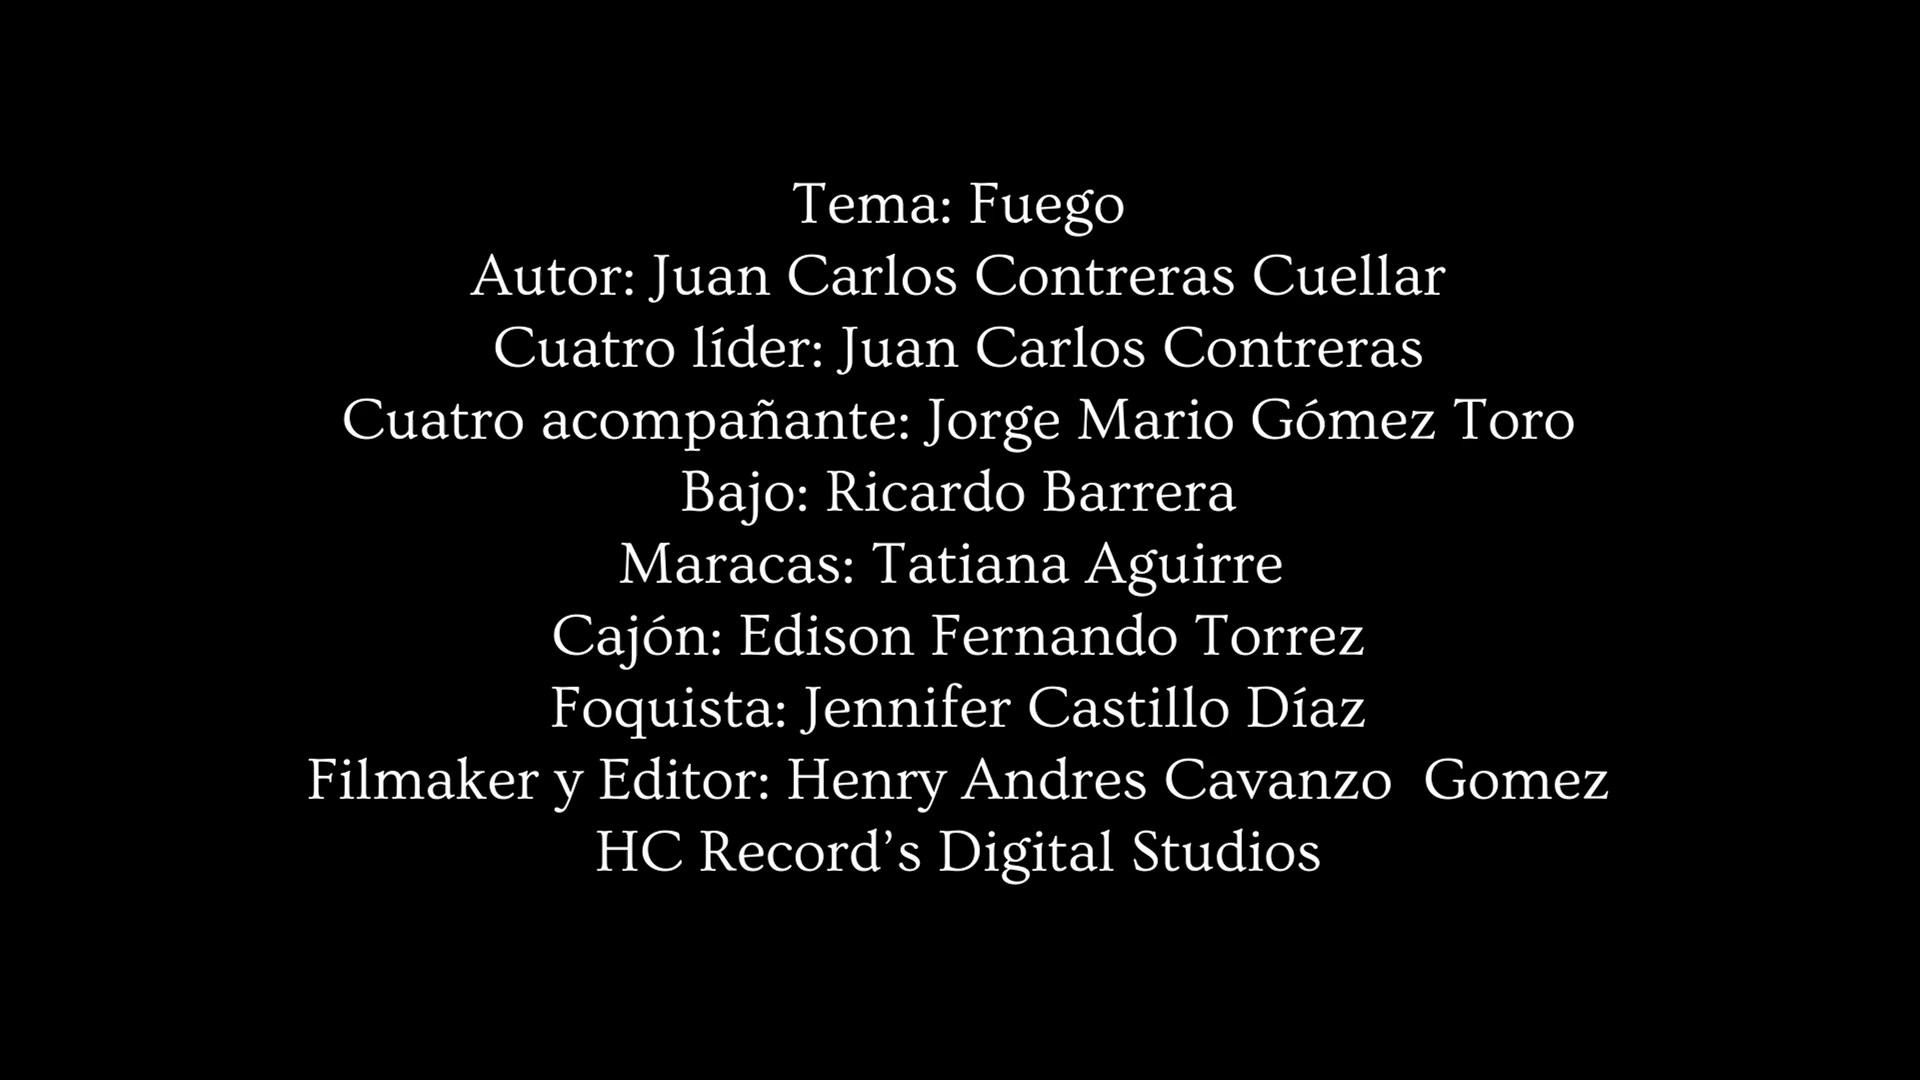 Tema: Fuego
Autor: Juan Carlos Contreras Cuellar
Cuatro líder: Juan Carlos Contreras
Cuatro acompañante: Jorge Mario Gómez Toro
Bajo: Ricardo Barrera
Maracas: Tatiana Aguirre
Cajón: Edison Fernando Torrez
Foquista: Jennifer Castillo Díaz
Filmaker y Editor: Henry Andres Cavanzo  Gomez
HC Record’s Digital Studios